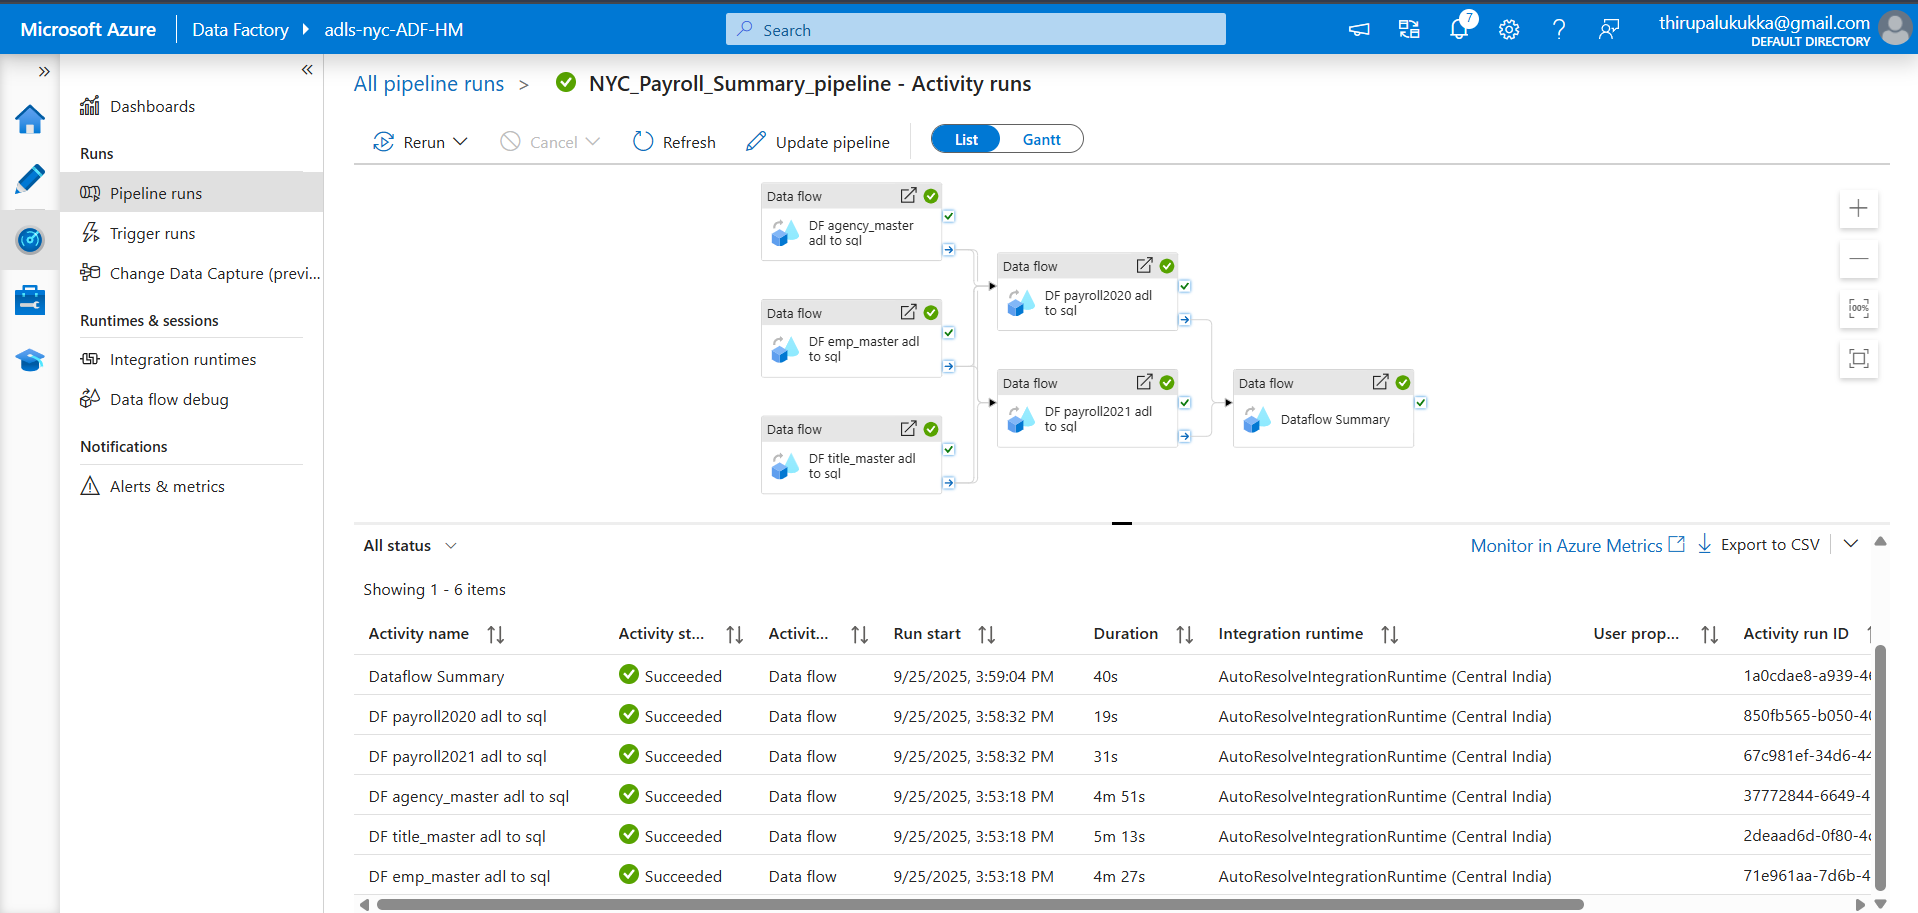 Microsoft Azure Data Factory adls-nyc-ADF-HM
Search
7
thirupalukukka@gmail.com
DEFAULT DIRECTORY
Dashboards
Runs
Pipeline runs
Trigger runs
Change Data Capture (previ...
Runtimes & sessions
Integration runtimes
Data flow debug
Notifications
Alerts & metrics
All pipeline runs > NYC_Payroll_Summary_pipeline - Activity runs
Rerun Cancel Refresh Update pipeline List Gantt
Data flow
DF agency_master
adl to sql
Data flow
DF emp_master adl
to sql
Data flow
DF title_master adl
to sql
Data flow
DF payroll2020 adl
to sql
Data flow
DF payroll2021 adl
to sql
Data flow
Dataflow Summary
100%
All status
Monitor in Azure Metrics Export to CSV
Showing 1 - 6 items
Activity name Activity st... Activit... Run start Duration Integration runtime User prop... Activity run ID
Dataflow Summary Succeeded Data flow 9/25/2025, 3:59:04 PM 40s AutoResolveIntegrationRuntime (Central India) 1a0cdae8-a939-4
DF payroll2020 adl to sql Succeeded Data flow 9/25/2025, 3:58:32 PM 19s AutoResolveIntegrationRuntime (Central India) 850fb565-b050-4
DF payroll2021 adl to sql Succeeded Data flow 9/25/2025, 3:58:32 PM 31s AutoResolveIntegrationRuntime (Central India) 67c981ef-34d6-44
DF agency_master adl to sql Succeeded Data flow 9/25/2025, 3:53:18 PM 4m 51s AutoResolveIntegrationRuntime (Central India) 37772844-6649-4
DF title_master adl to sql Succeeded Data flow 9/25/2025, 3:53:18 PM 5m 13s AutoResolveIntegrationRuntime (Central India) 2deaad6d-0f80-4
DF emp_master adl to sql Succeeded Data flow 9/25/2025, 3:53:18 PM 4m 27s AutoResolveIntegrationRuntime (Central India) 71e961aa-7d6b-4